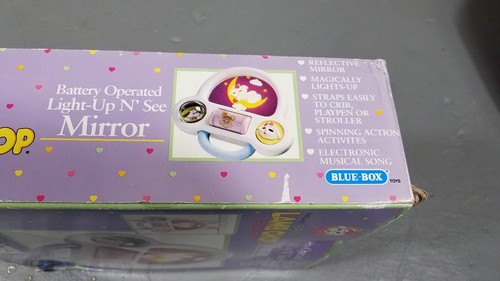 Battery Operated
Light-Up N' See
Mirror
OP
REFLECTIVE
MIRROR
MAGICALLY
LIGHTS-UP
STRAPS EASILY
TO CRIB,
PLAYPEN OR
STROLLER
SPINNING ACTION
ACTIVITES
ELECTRONIC
MUSICAL SONG
BLUE-BOX
TOYS